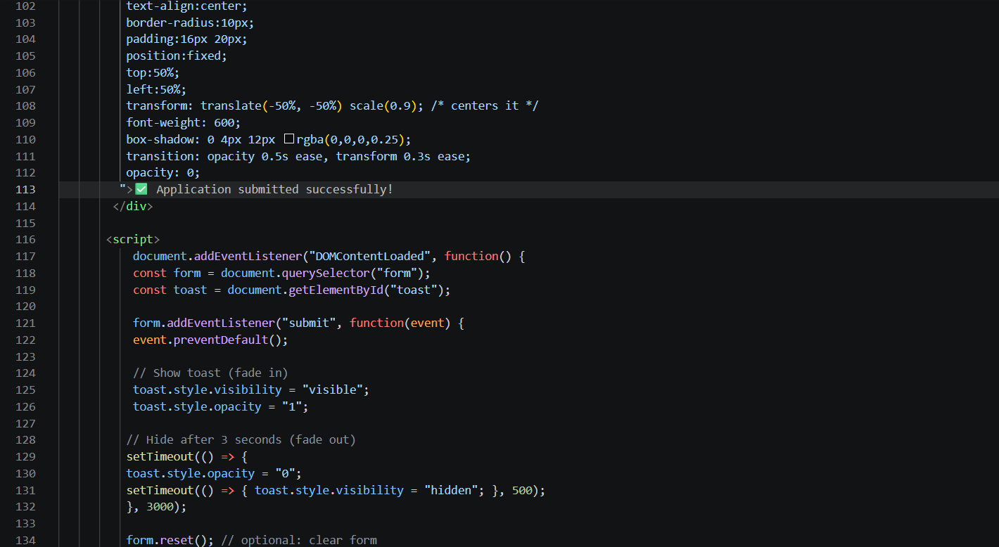 102 text-align:center;
103 border-radius:10px;
104 padding:16px 20px;
105 position:fixed;
106 top:50%;
107 left:50%;
108 transform: translate(-50%, -50%) scale(0.9); /* centers it */
109 font-weight: 600;
110 box-shadow: 0 4px 12px rgba(0,0,0,0.25);
111 transition: opacity 0.5s ease, transform 0.3s ease;
112 opacity: 0;
113 ">✅ Application submitted successfully!
114 </div>
115
116 <script>
117 document.addEventListener("DOMContentLoaded", function() {
118 const form = document.querySelector("form");
119 const toast = document.getElementById("toast");
120
121 form.addEventListener("submit", function(event) {
122 event.preventDefault();
123
124 // Show toast (fade in)
125 toast.style.visibility = "visible";
126 toast.style.opacity = "1";
127
128 // Hide after 3 seconds (fade out)
129 setTimeout(() => {
130 toast.style.opacity = "0";
131 setTimeout(() => { toast.style.visibility = "hidden"; }, 500);
132 }, 3000);
133
134 form.reset(); // optional: clear form